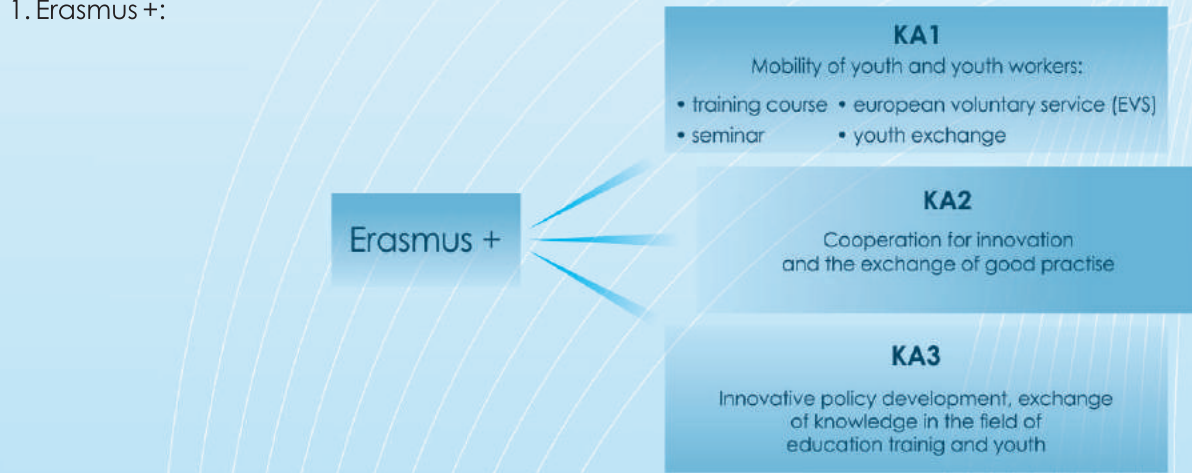 1. Erasmus +:
KA1
Mobility of youth and youth workers:
• training course • european voluntary service (EVS)
• seminar • youth exchange
Erasmus +
KA2
Cooperation for innovation
and the exchange of good practise
KA3
Innovative policy development, exchange
of knowledge in the field of
education trainig and youth